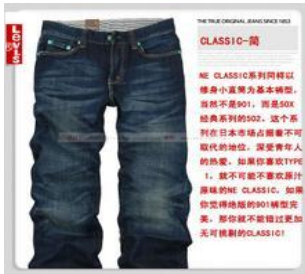 THE TRUE ORIGINAL JEANS SINCE 1853
Levi's
CLASSIC-简
NE CLASSIC系列同样以
修身小直筒为基本裤型，
当然不是901，而是50X
经典系列的502。这个系
列在日本市场占据着不可
取代的地位，深受青年人
的热爱。如果你喜欢TYPE
1，就不可能不喜欢原汁
原味的NE CLASSIC，如果
你觉得绝版的901裤型完
美，那你就不能错过更加
无可挑剔的CLASSIC！